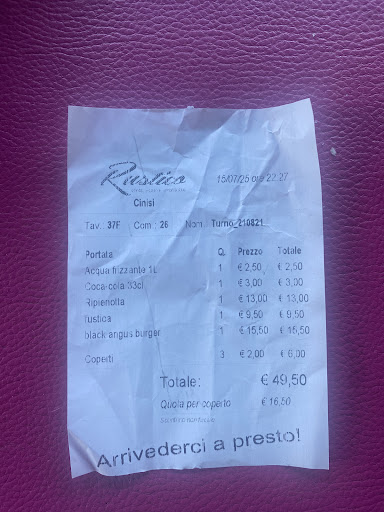 Rustico
Cinisi
15/07/25 ore 22:27
Tav.: 37F Com.: 26 Nom.: Turno_210821
Portata Q. Prezzo Totale
Acqua frizzante 1L 1 € 2,50 € 2,50
Coca cola 33cl 1 € 3,00 € 3,00
Ripienotta 1 € 13,00 € 13,00
rustica 1 € 9,50 € 9,50
black angus burger 1 € 15,50 € 15,50
Coperti 3 € 2,00 € 6,00
Totale: € 49,50
Quota per coperto € 16,50
Arrivederci a presto!